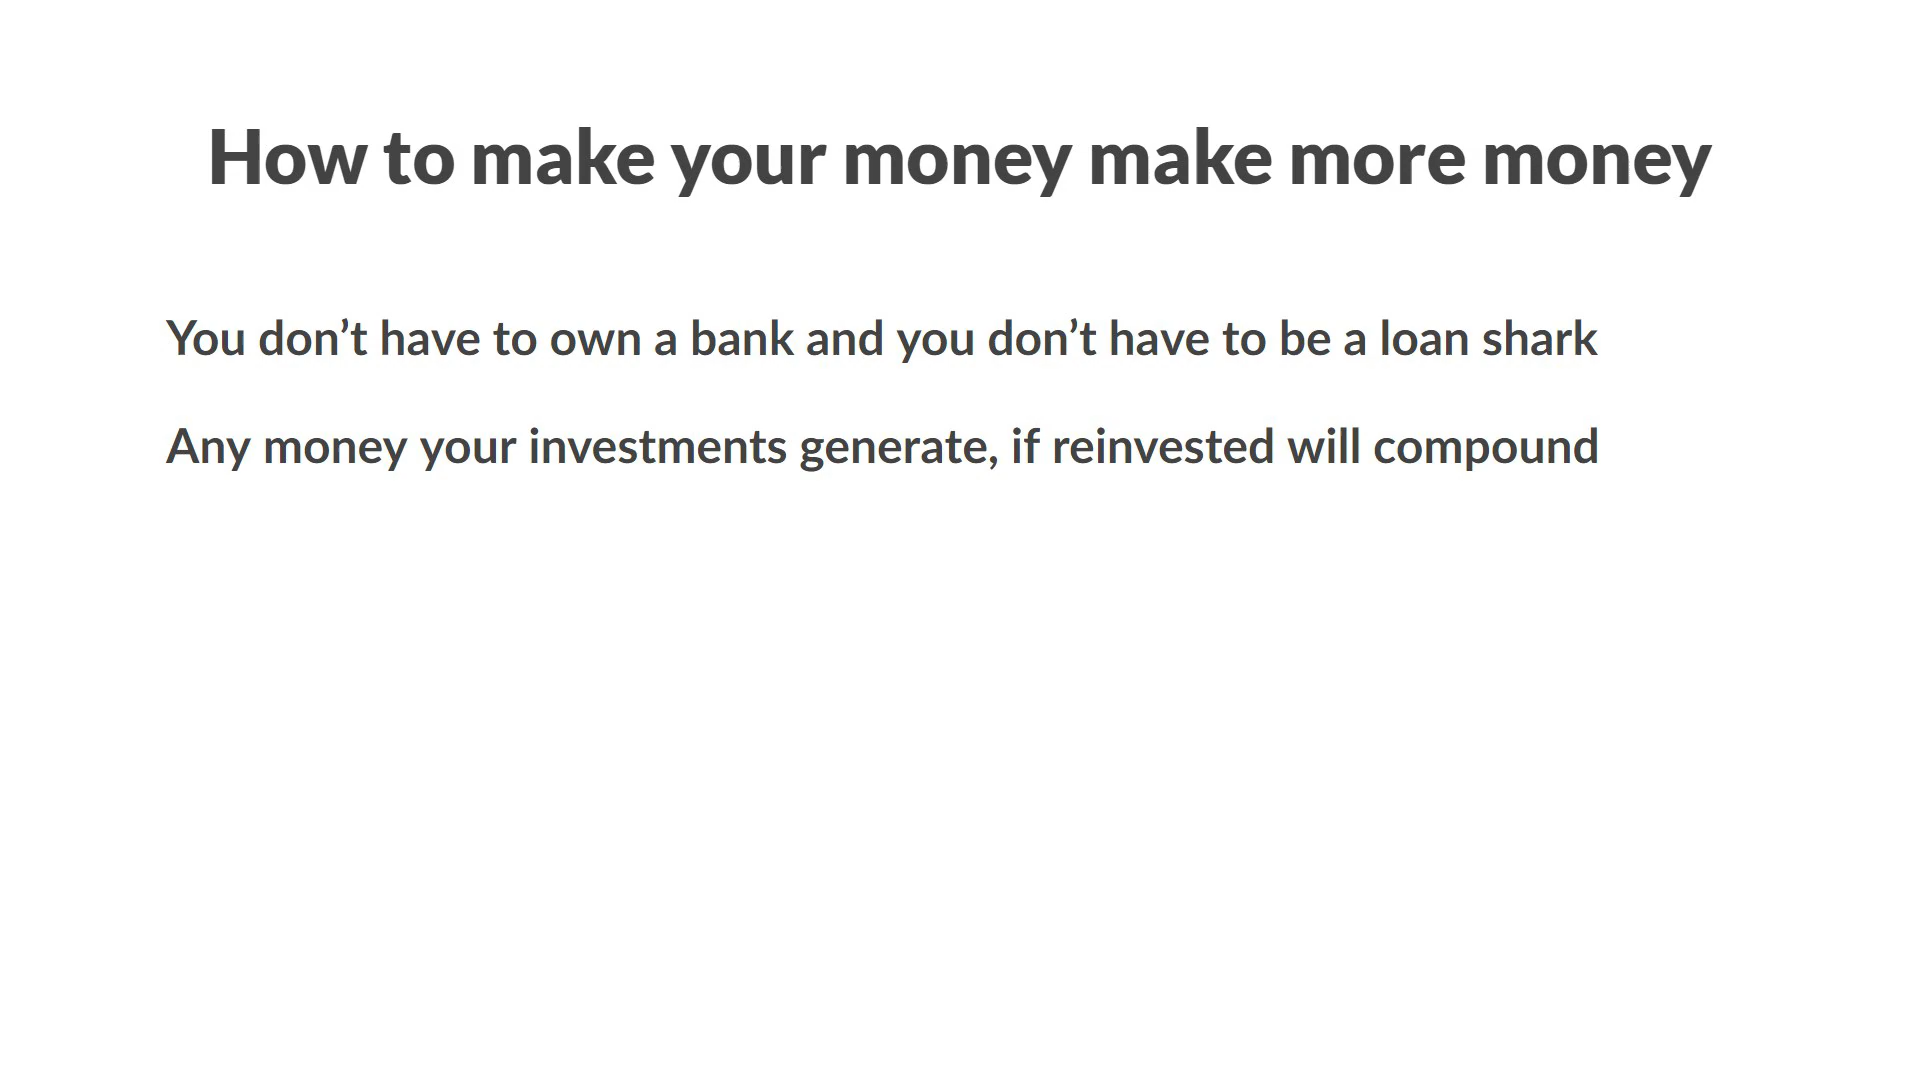 How to make your money make more money
You don’t have to own a bank and you don’t have to be a loan shark
Any money your investments generate, if reinvested will compound